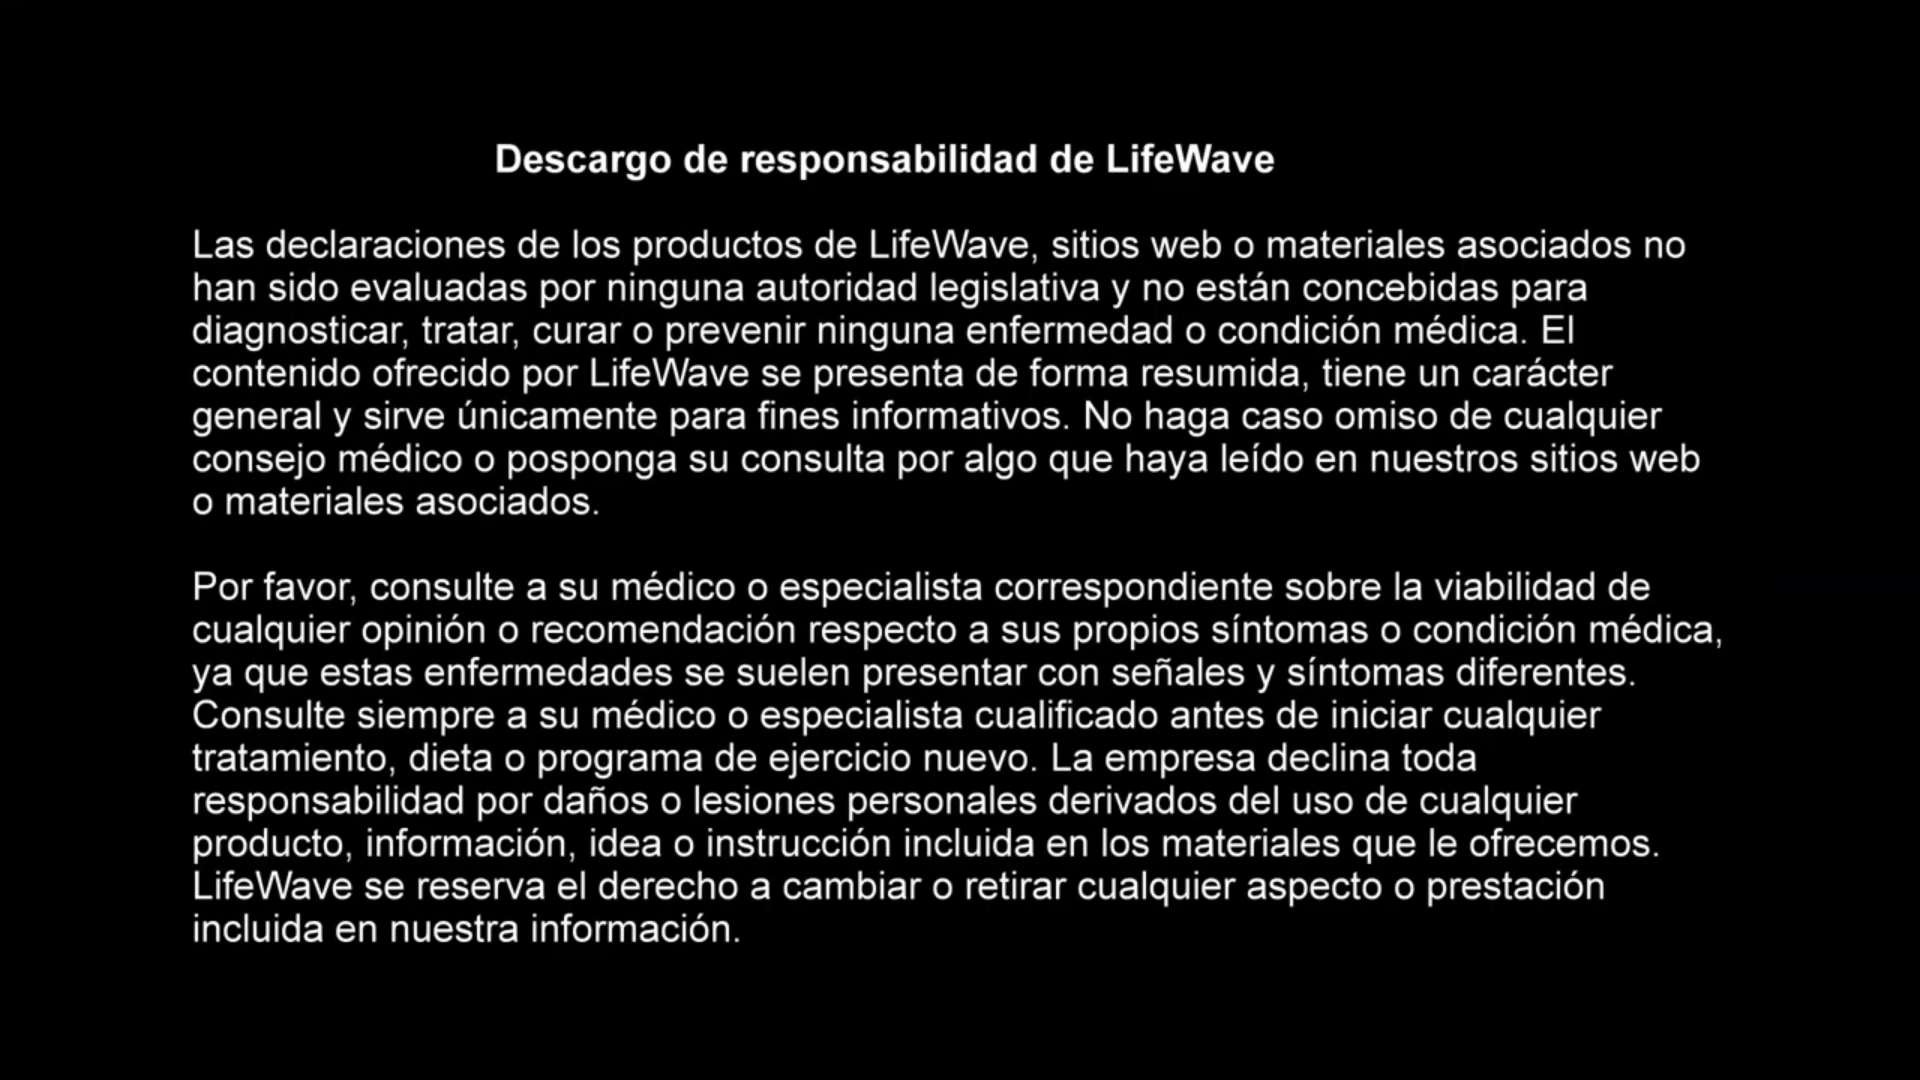 Descargo de responsabilidad de LifeWave
Las declaraciones de los productos de LifeWave, sitios web o materiales asociados no
han sido evaluadas por ninguna autoridad legislativa y no están concebidas para
diagnosticar, tratar, curar o prevenir ninguna enfermedad o condición médica. El
contenido ofrecido por LifeWave se presenta de forma resumida, tiene un carácter
general y sirve únicamente para fines informativos. No haga caso omiso de cualquier
consejo médico o posponga su consulta por algo que haya leído en nuestros sitios web
o materiales asociados.
Por favor, consulte a su médico o especialista correspondiente sobre la viabilidad de
cualquier opinión o recomendación respecto a sus propios síntomas o condición médica,
ya que estas enfermedades se suelen presentar con señales y síntomas diferentes.
Consulte siempre a su médico o especialista cualificado antes de iniciar cualquier
tratamiento, dieta o programa de ejercicio nuevo. La empresa declina toda
responsabilidad por daños o lesiones personales derivados del uso de cualquier
producto, información, idea o instrucción incluida en los materiales que le ofrecemos.
LifeWave se reserva el derecho a cambiar o retirar cualquier aspecto o prestación
incluida en nuestra información.